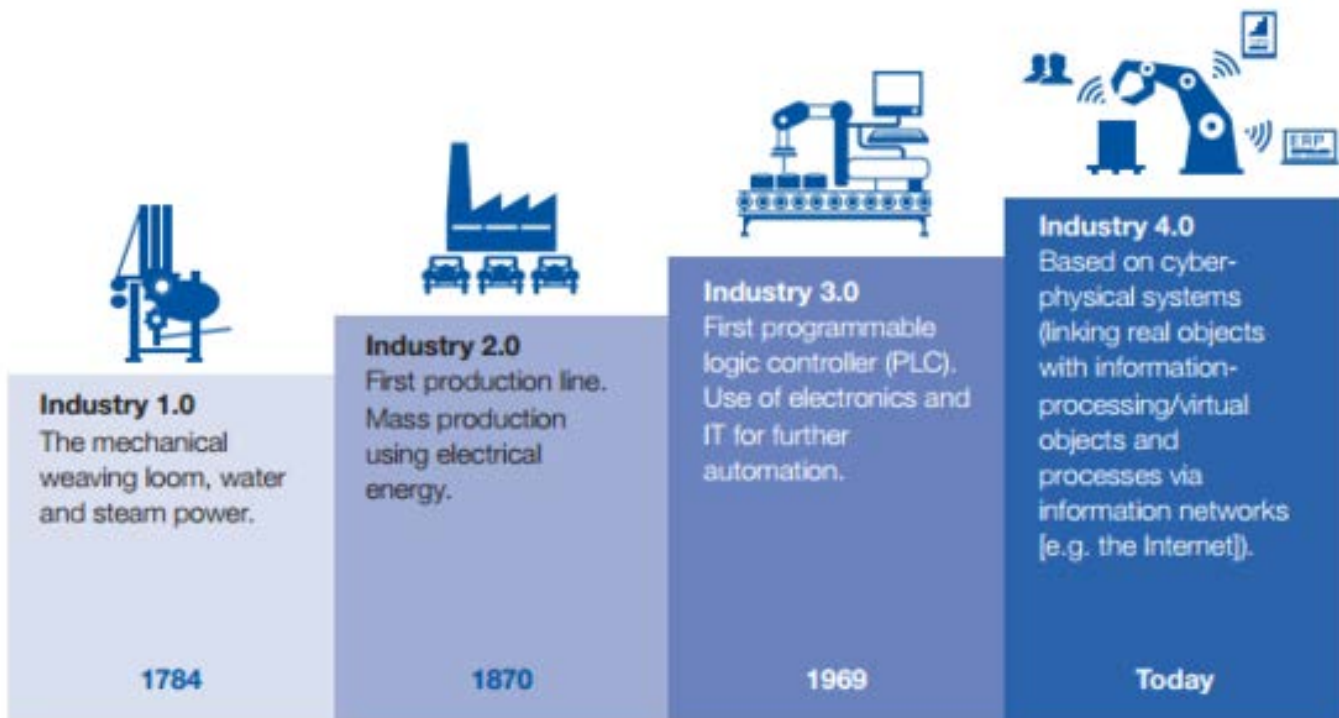 ERP
Industry 1.0
The mechanical
weaving loom, water
and steam power.
1784
Industry 2.0
First production line.
Mass production
using electrical
energy.
1870
Industry 3.0
First programmable
logic controller (PLC).
Use of electronics and
IT for further
automation.
1969
Industry 4.0
Based on cyber-
physical systems
(linking real objects
with information-
processing/virtual
objects and
processes via
information networks
[e.g. the Internet]).
Today